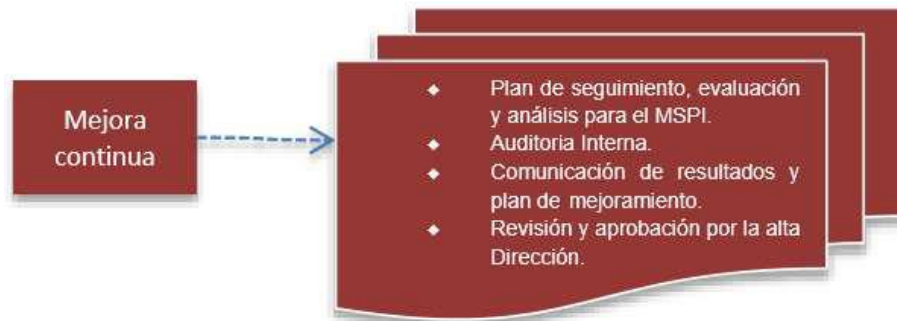 Mejora
continua
◆ Plan de seguimiento, evaluación
y análisis para el MSPI.
◆ Auditoria Interna.
◆ Comunicación de resultados y
plan de mejoramiento.
◆ Revisión y aprobación por la alta
Dirección.